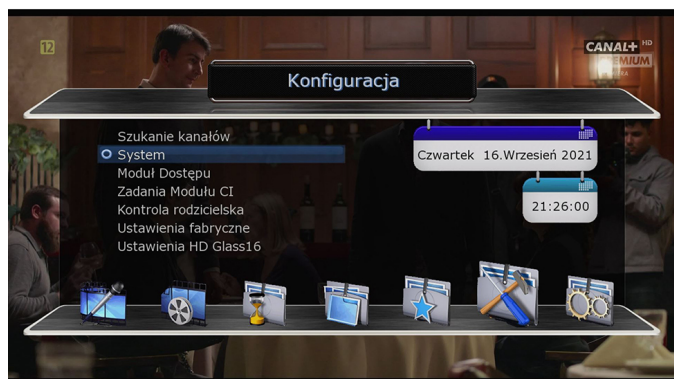 12
CANAL+ HD
Konfiguracja
Szukanie kanałów
System
Moduł Dostępu
Zadania Modułu CI
Kontrola rodzicielska
Ustawienia fabryczne
Ustawienia HD Glass16
Czwartek 16.Wrzesień 2021
21:26:00